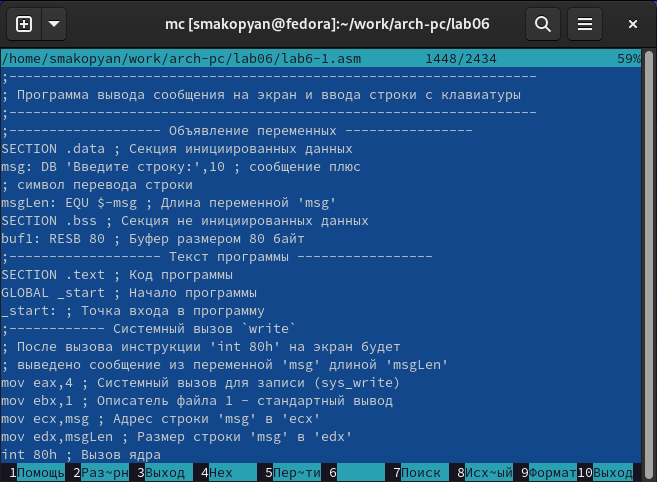 mc [smakopyan@fedora]:~/work/arch-pc/lab06
/home/smakopyan/work/arch-pc/lab06/lab6-1.asm 1448/2434 59%
;------------------------------------------------------------------
; Программа вывода сообщения на экран и ввода строки с клавиатуры
;------------------------------------------------------------------
;------------------- Объявление переменных ----------------
SECTION .data ; Секция инициированных данных
msg: DB 'Введите строку:',10 ; сообщение плюс
; символ перевода строки
msgLen: EQU $-msg ; Длина переменной 'msg'
SECTION .bss ; Секция не инициированных данных
buf1: RESB 80 ; Буфер размером 80 байт
;------------------- Текст программы -----------------
SECTION .text ; Код программы
GLOBAL _start ; Начало программы
_start: ; Точка входа в программу
;------------ Системный вызов `write`
; После вызова инструкции 'int 80h' на экран будет
; выведено сообщение из переменной 'msg' длиной 'msgLen'
mov eax,4 ; Системный вызов для записи (sys_write)
mov ebx,1 ; Описатель файла 1 - стандартный вывод
mov ecx,msg ; Адрес строки 'msg' в 'ecx'
mov edx,msgLen ; Размер строки 'msg' в 'edx'
int 80h ; Вызов ядра
1Помощь 2Раз~рн 3Выход 4Hex 5Пер~ти 6 7Поиск 8Исх~ый 9Формат 10Выход